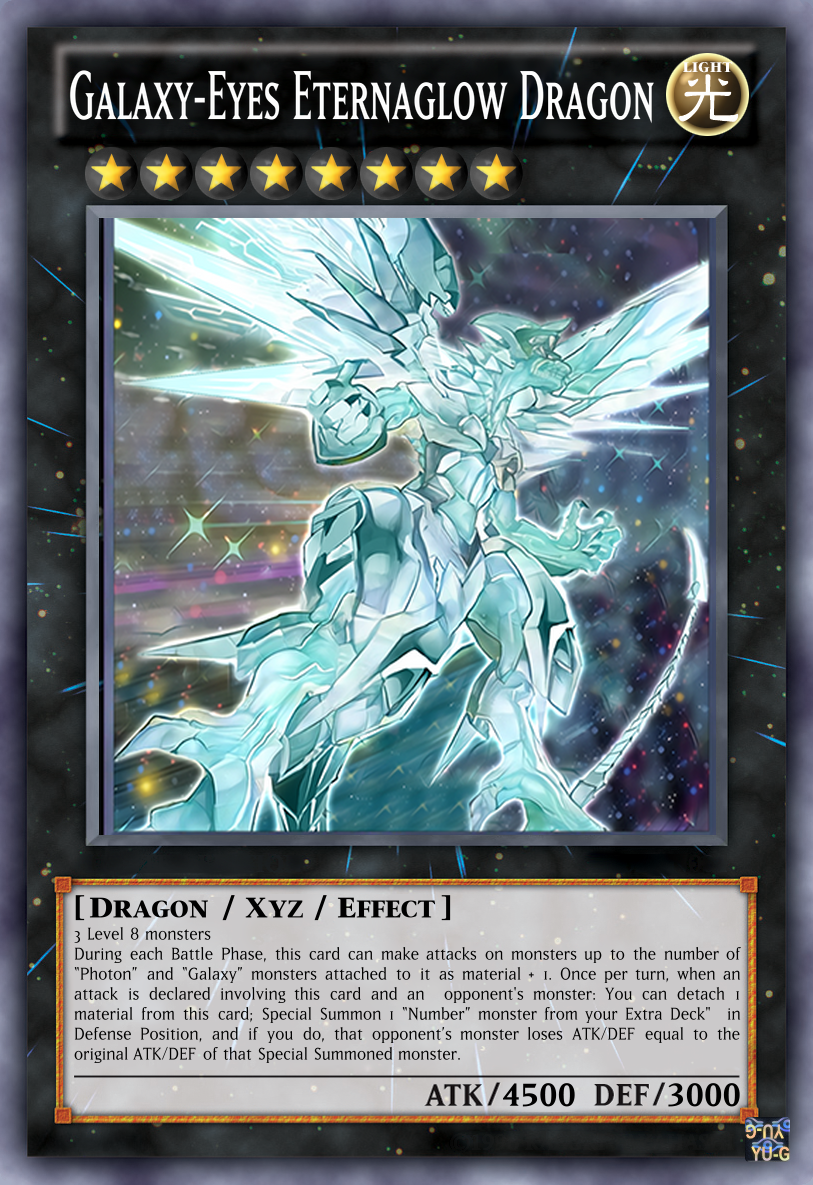 Galaxy-Eyes Eternaglow Dragon
LIGHT
光
[ Dragon / Xyz / Effect ]
3 Level 8 monsters
During each Battle Phase, this card can make attacks on monsters up to the number of
"Photon" and "Galaxy" monsters attached to it as material + 1. Once per turn, when an
attack is declared involving this card and an opponent's monster: You can detach 1
material from this card; Special Summon 1 "Number" monster from your Extra Deck" in
Defense Position, and if you do, that opponent's monster loses ATK/DEF equal to the
original ATK/DEF of that Special Summoned monster.
ATK/4500 DEF/3000
YU-G
YU-G